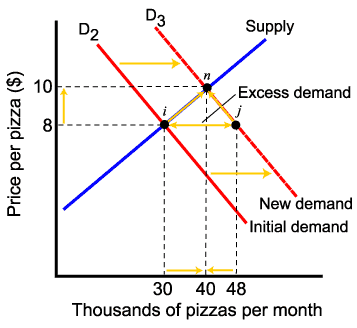 D3
D2
Supply
n
10
Excess demand
i
j
8
Price per pizza ($)
New demand
Initial demand
30 40 48
Thousands of pizzas per month